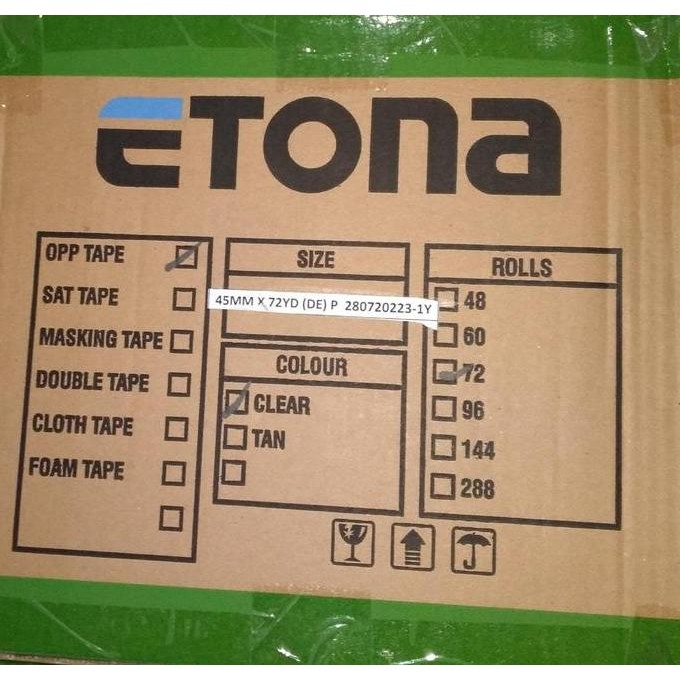 ETONA
OPP TAPE
SAT TAPE
MASKING TAPE
DOUBLE TAPE
CLOTH TAPE
FOAM TAPE
SIZE
45MM X 72YD (DE) P 280720223-1Y
COLOUR
CLEAR
TAN
ROLLS
48
60
72
96
144
288